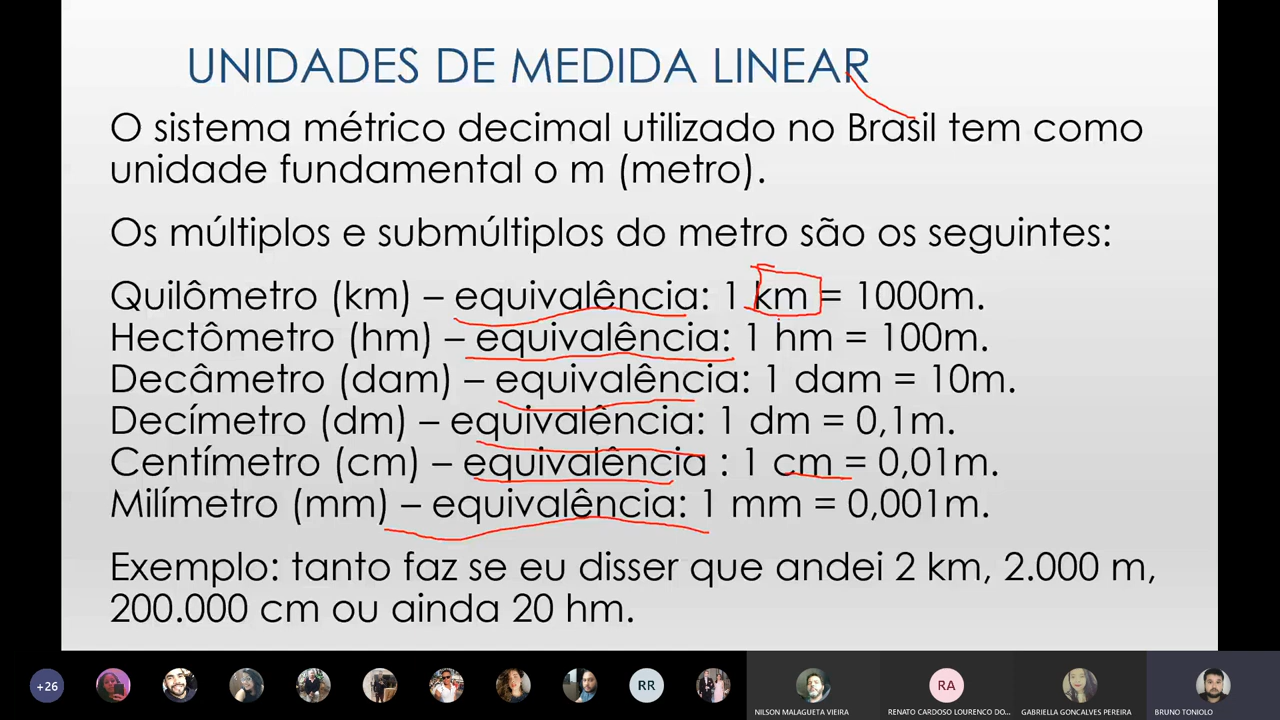 UNIDADES DE MEDIDA LINEAR
O sistema métrico decimal utilizado no Brasil tem como
unidade fundamental o m (metro).
Os múltiplos e submúltiplos do metro são os seguintes:
Quilômetro (km) – equivalência: 1 km = 1000m.
Hectômetro (hm) – equivalência: 1 hm = 100m.
Decâmetro (dam) – equivalência: 1 dam = 10m.
Decímetro (dm) – equivalência: 1 dm = 0,1m.
Centímetro (cm) – equivalência : 1 cm = 0,01m.
Milímetro (mm) – equivalência: 1 mm = 0,001m.
Exemplo: tanto faz se eu disser que andei 2 km, 2.000 m,
200.000 cm ou ainda 20 hm.
+26 RR RA
NILSON MALAGUETA VIEIRA RENATO CARDOSO LOURENCO DO... GABRIELLA GONCALVES PEREIRA BRUNO TONIOLO